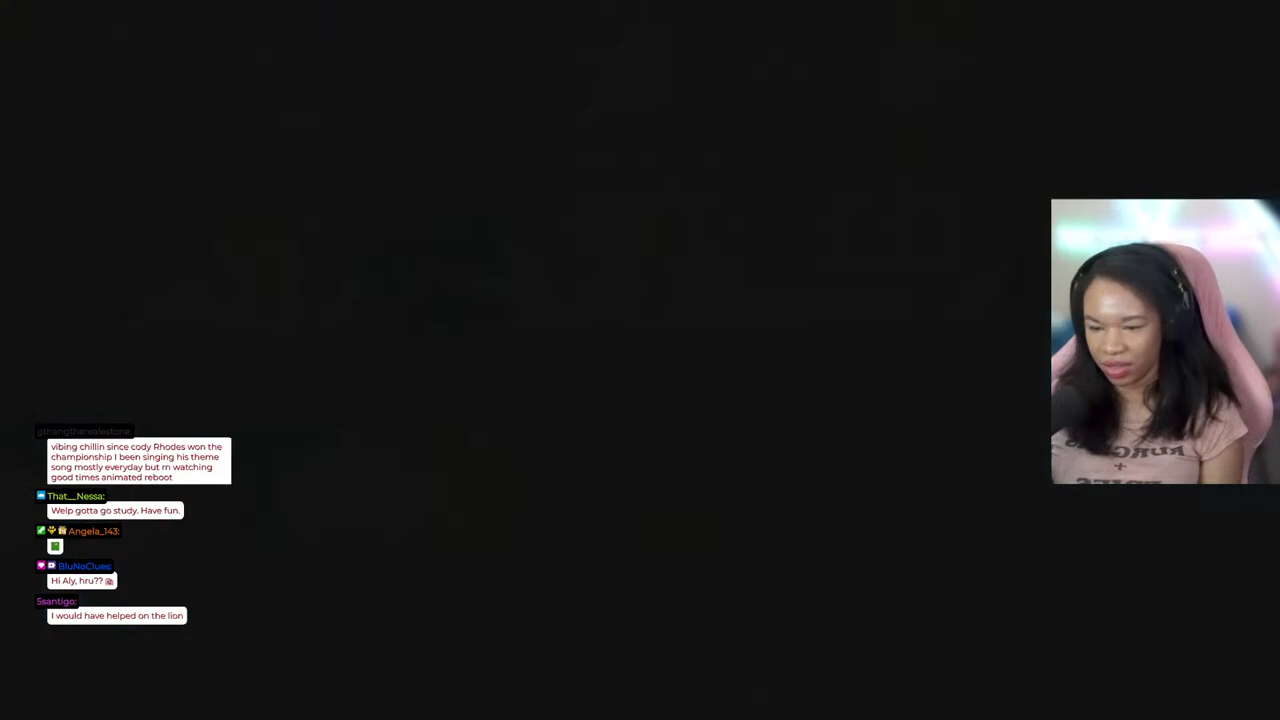 gthangtherealestone:
vibing chillin since cody Rhodes won the
championship I been singing his theme
song mostly everyday but rn watching
good times animated reboot
That__Nessa:
Welp gotta go study. Have fun.
Angela_143:
BluNoClues:
Hi Aly, hru??
5santigo:
I would have helped on the lion